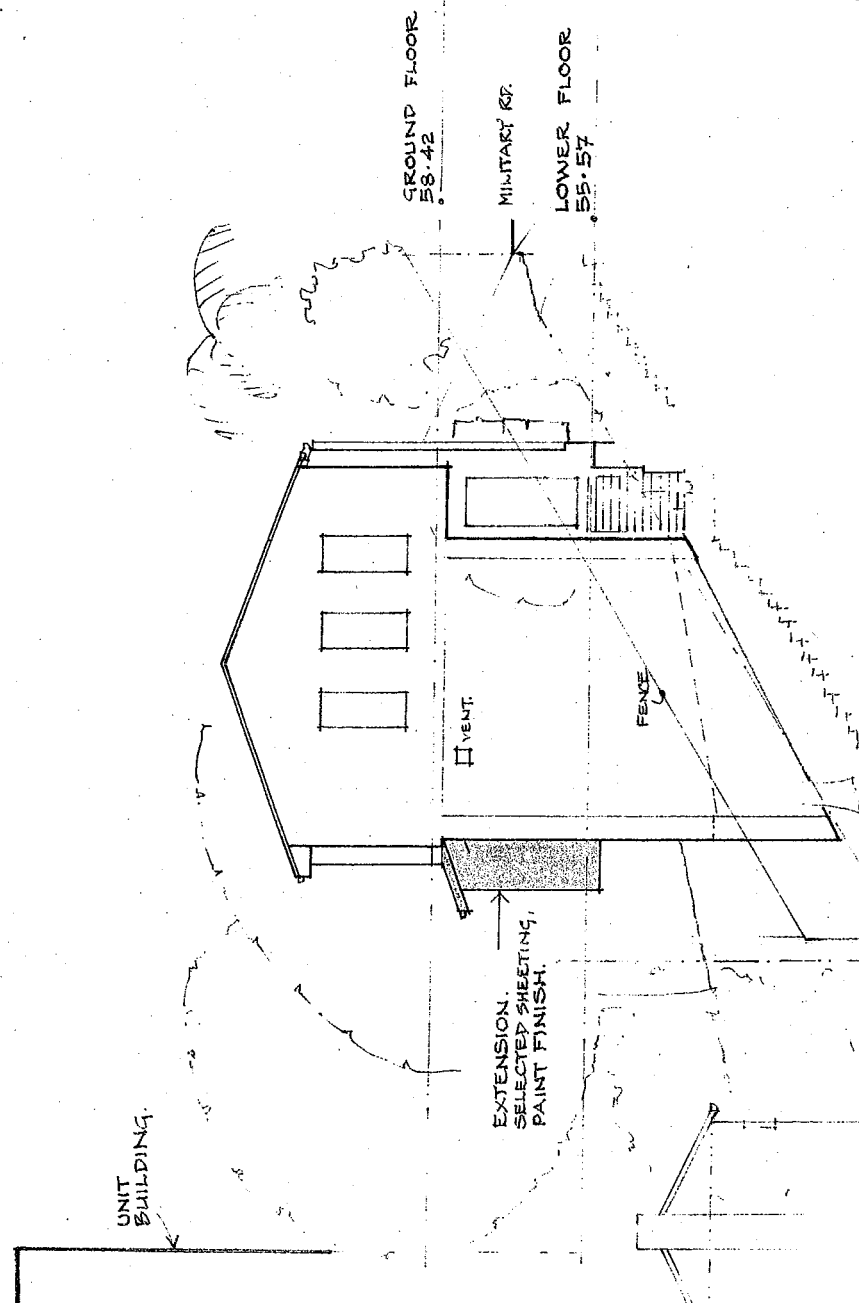 UNIT
BUILDING.
EXTENSION.
SELECTED SHEETING,
PAINT FINISH.
VENT.
FENCE
GROUND FLOOR
58.42
MILITARY RD.
LOWER FLOOR
55.57